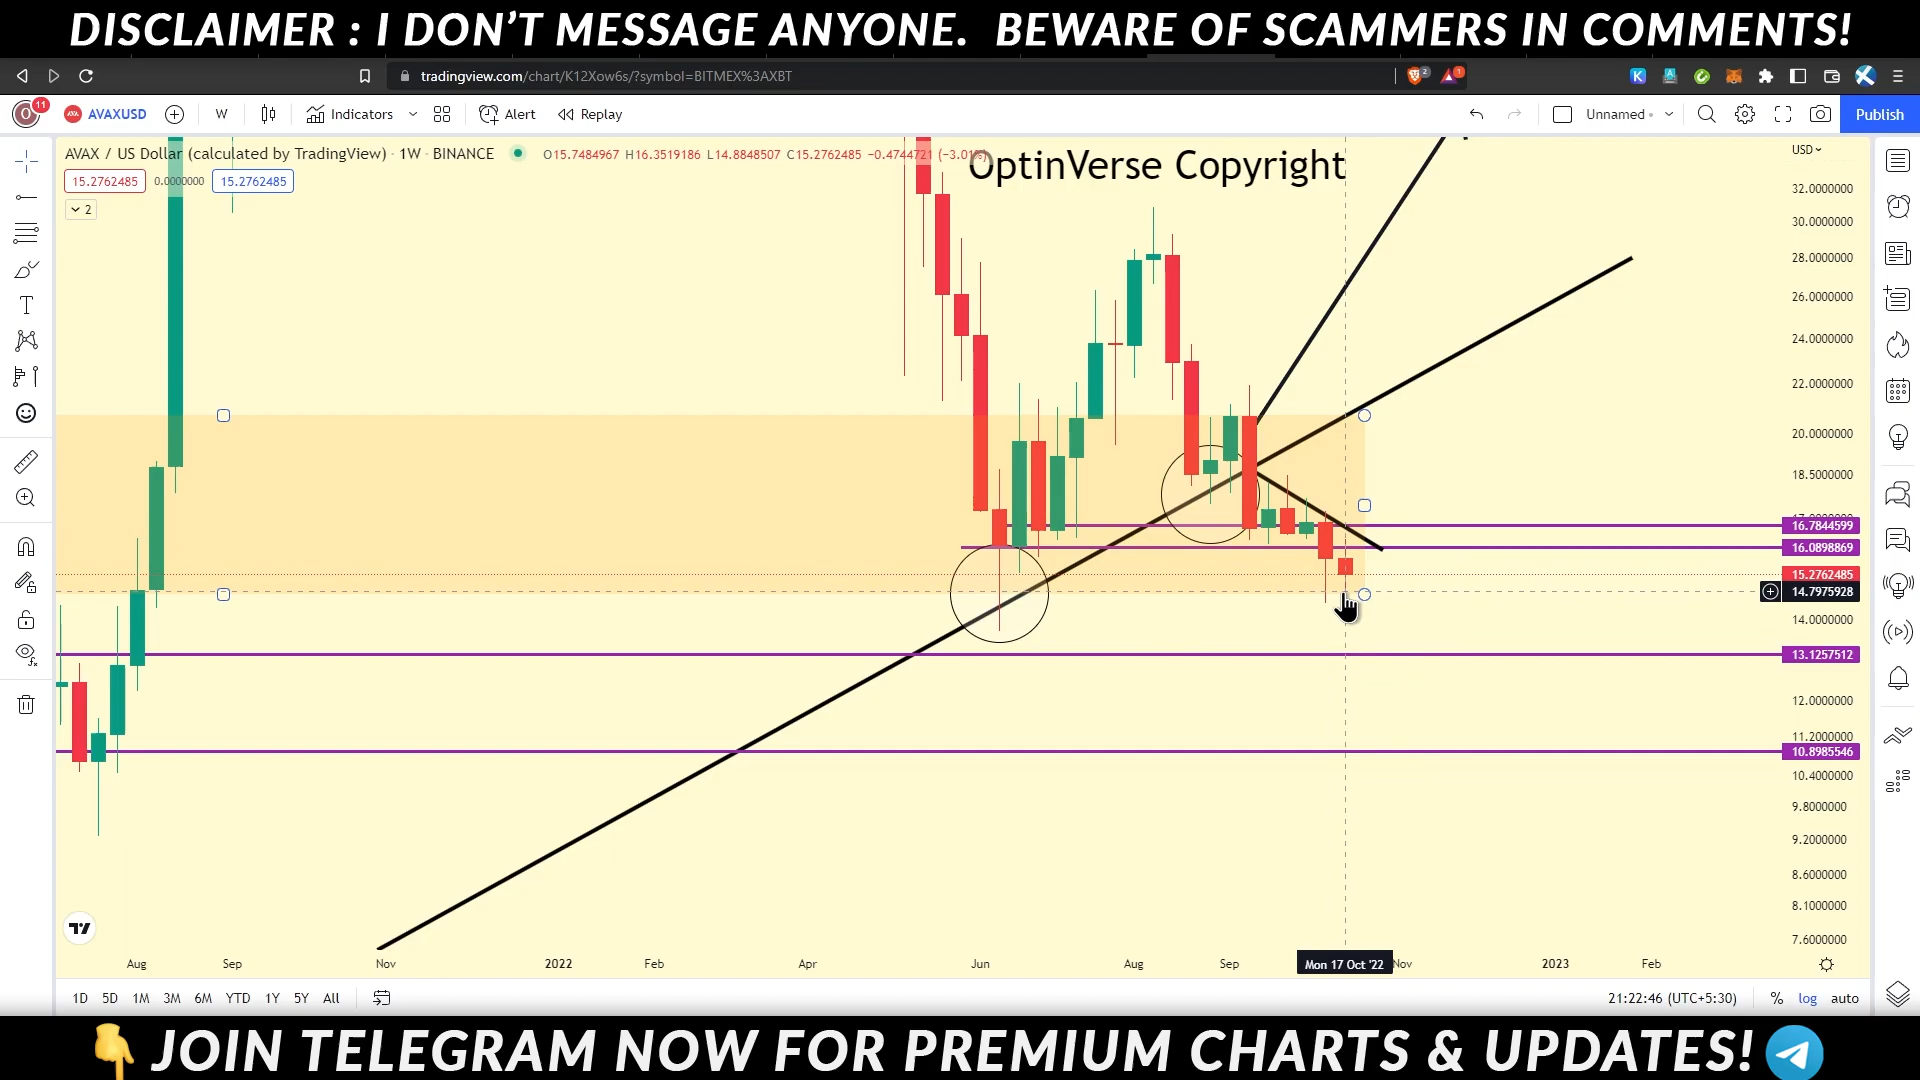 DISCLAIMER : I DON'T MESSAGE ANYONE. BEWARE OF SCAMMERS IN COMMENTS!
tradingview.com/chart/K12Xow6s/?symbol=BITMEX%3AXBT
2
1
K
O
11
AVAXUSD
W
Indicators
Alert
Replay
Unnamed
Publish
AVAX / US Dollar (calculated by TradingView) · 1W · BINANCE
O15.7484967 H16.3519186 L14.8848507 C15.2762485 −0.4744721 (−3.01%)
OptinVerse Copyright
USD
15.2762485
0.0000000
15.2762485
2
32.0000000
30.0000000
28.0000000
26.0000000
24.0000000
22.0000000
20.0000000
18.5000000
16.7844599
16.0898869
15.2762485
14.7975928
14.0000000
13.1257512
12.0000000
11.2000000
10.8985546
10.4000000
9.8000000
9.2000000
8.6000000
8.1000000
7.6000000
Aug
Sep
Nov
2022
Feb
Apr
Jun
Aug
Sep
Mon 17 Oct '22
Nov
2023
Feb
1D 5D 1M 3M 6M YTD 1Y 5Y All
21:22:46 (UTC+5:30)
% log auto
JOIN TELEGRAM NOW FOR PREMIUM CHARTS & UPDATES!